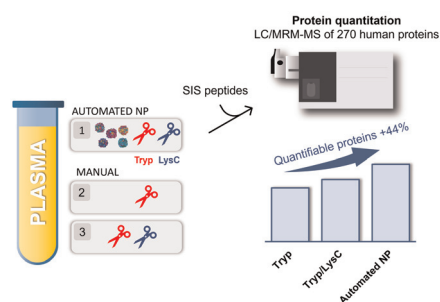 Protein quantitation
LC/MRM-MS of 270 human proteins
SIS peptides
AUTOMATED NP
1
Tryp LysC
MANUAL
2
3
PLASMA
Quantifiable proteins +44%
Tryp
Tryp/LysC
Automated NP